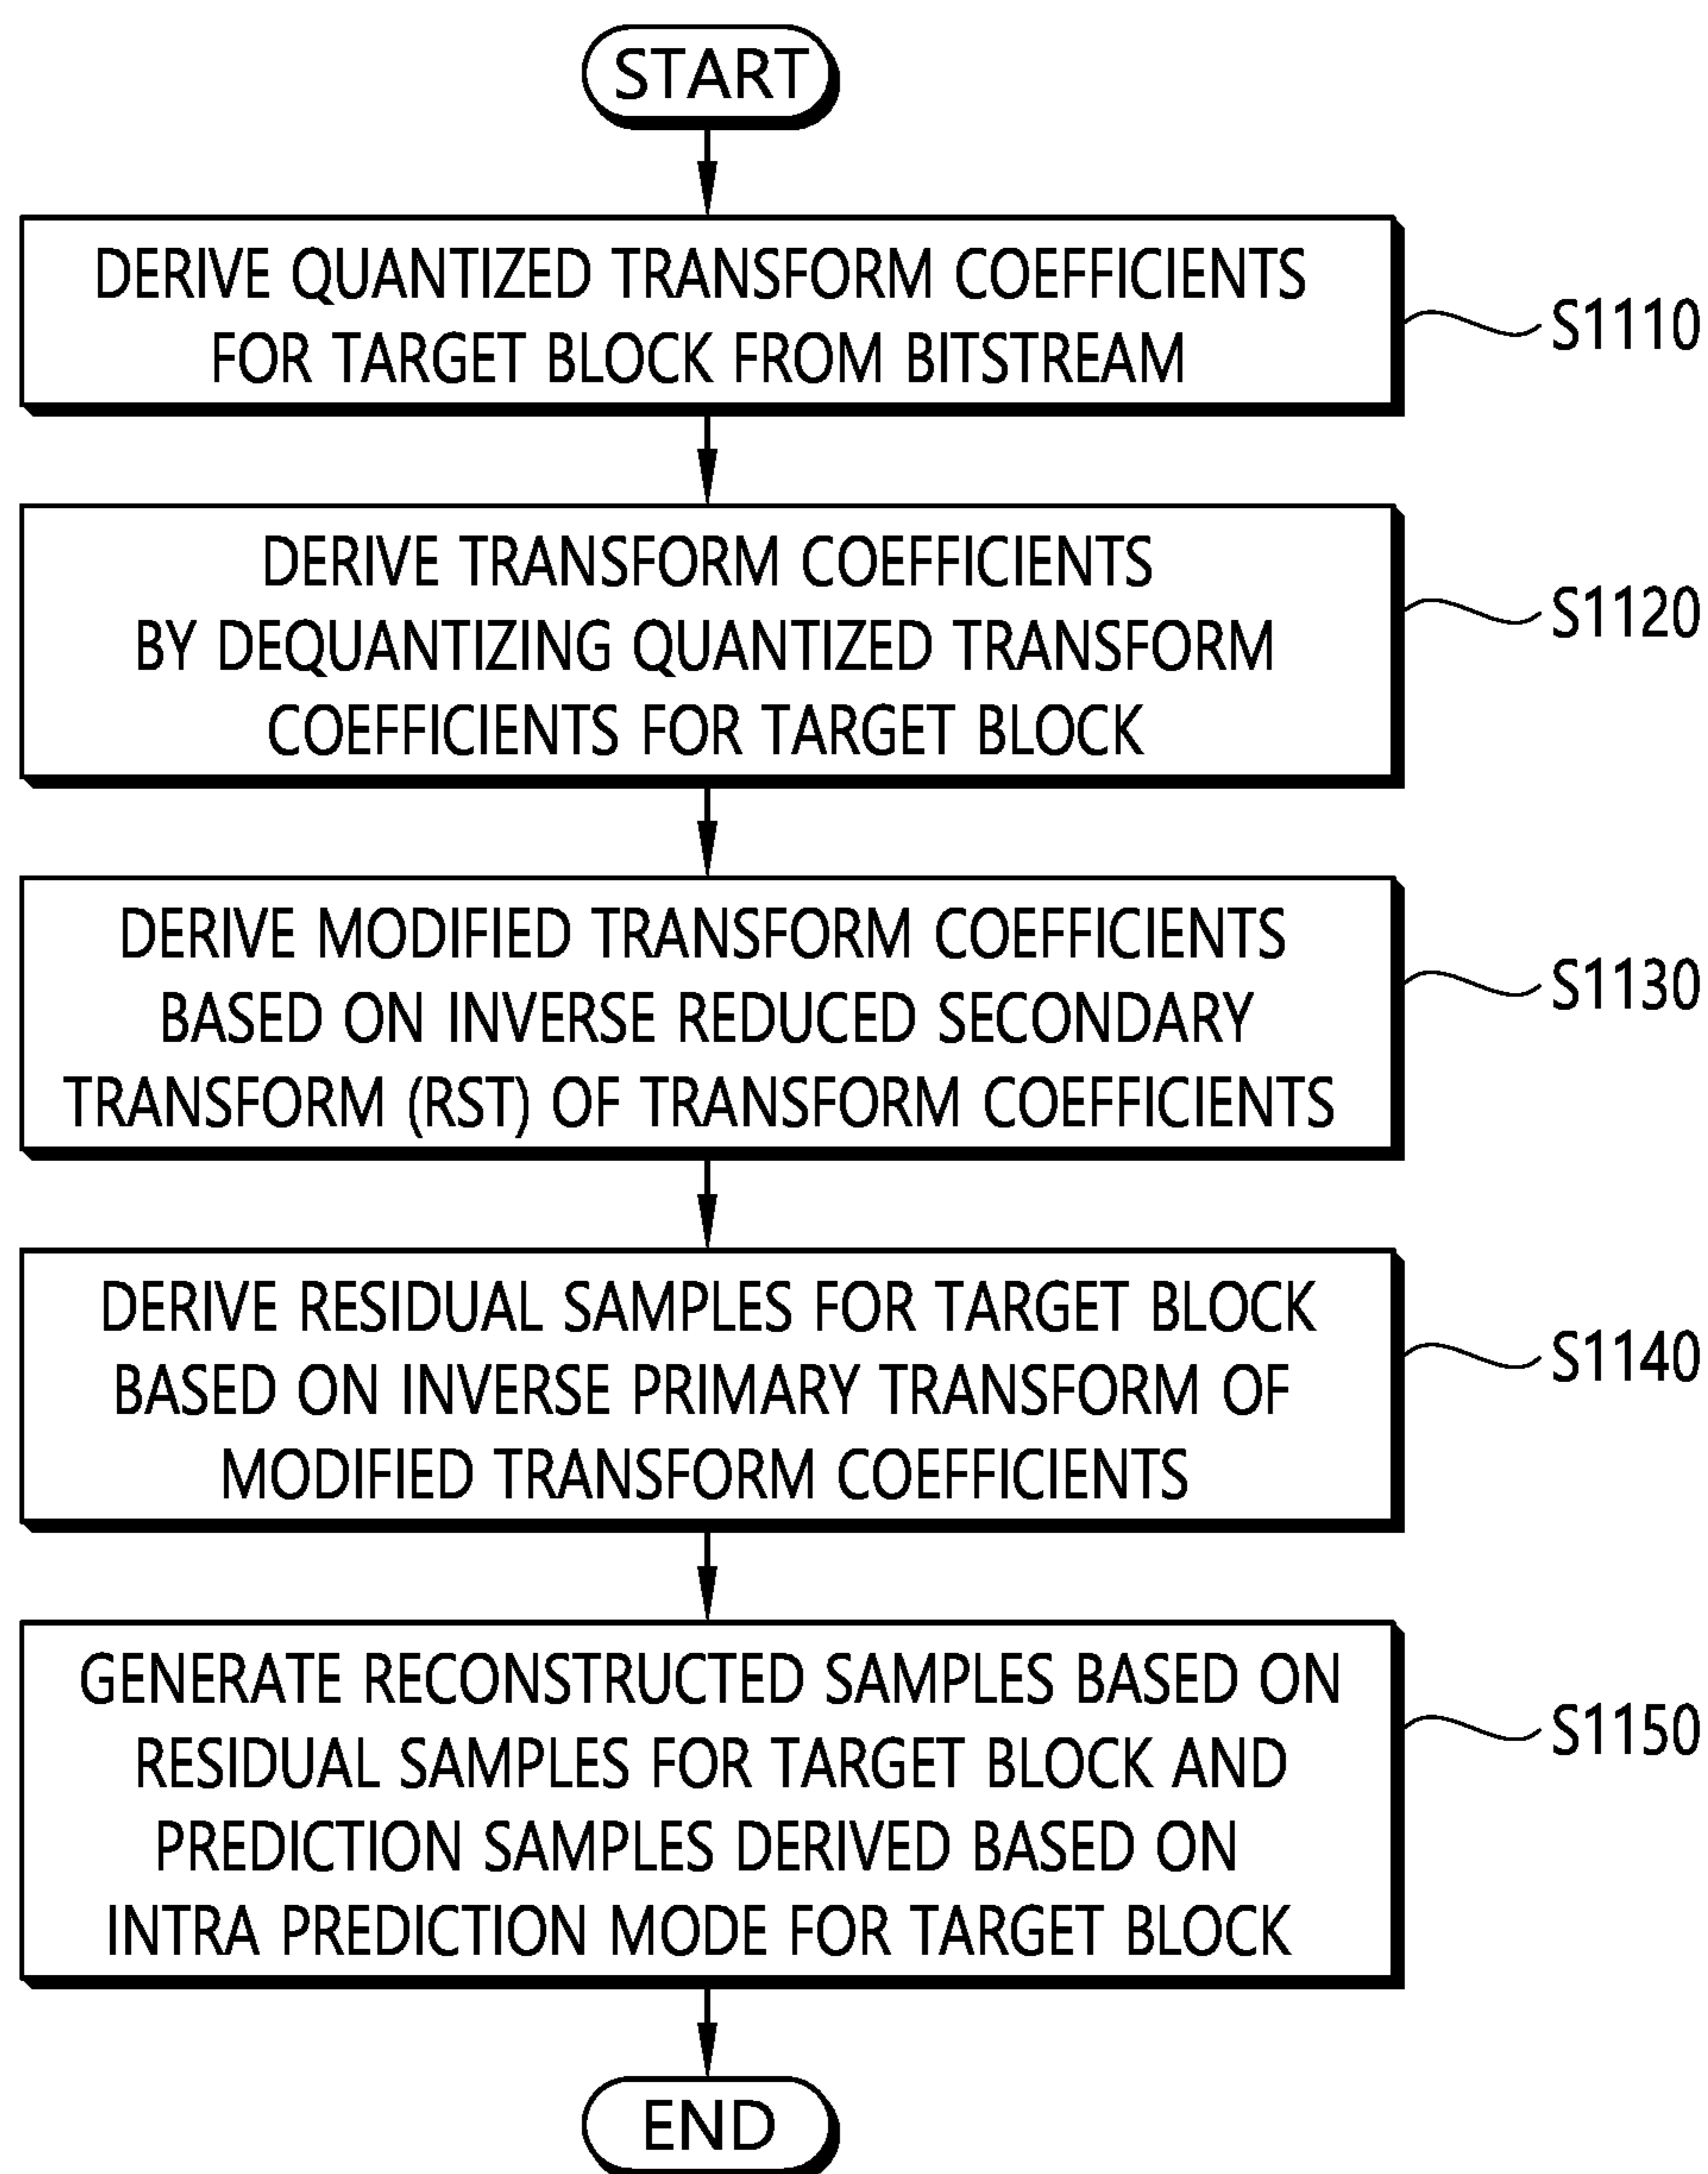 START
DERIVE QUANTIZED TRANSFORM COEFFICIENTS
FOR TARGET BLOCK FROM BITSTREAM
S1110
DERIVE TRANSFORM COEFFICIENTS
BY DEQUANTIZING QUANTIZED TRANSFORM
COEFFICIENTS FOR TARGET BLOCK
S1120
DERIVE MODIFIED TRANSFORM COEFFICIENTS
BASED ON INVERSE REDUCED SECONDARY
TRANSFORM (RST) OF TRANSFORM COEFFICIENTS
S1130
DERIVE RESIDUAL SAMPLES FOR TARGET BLOCK
BASED ON INVERSE PRIMARY TRANSFORM OF
MODIFIED TRANSFORM COEFFICIENTS
S1140
GENERATE RECONSTRUCTED SAMPLES BASED ON
RESIDUAL SAMPLES FOR TARGET BLOCK AND
PREDICTION SAMPLES DERIVED BASED ON
INTRA PREDICTION MODE FOR TARGET BLOCK
S1150
END